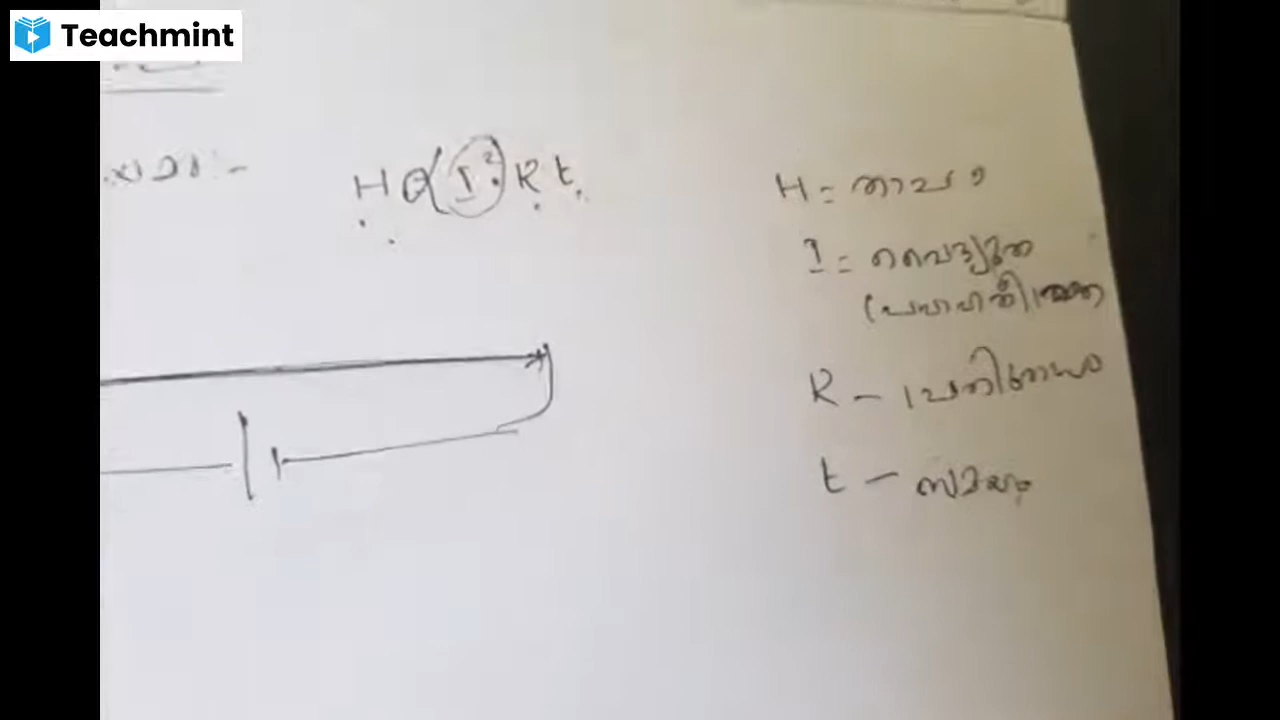 Teachmint
H α I² R t
H = താപം
I = വൈദ്യുത
പ്രവാഹതീവ്രത
R – പ്രതിരോധം
t – സമയം